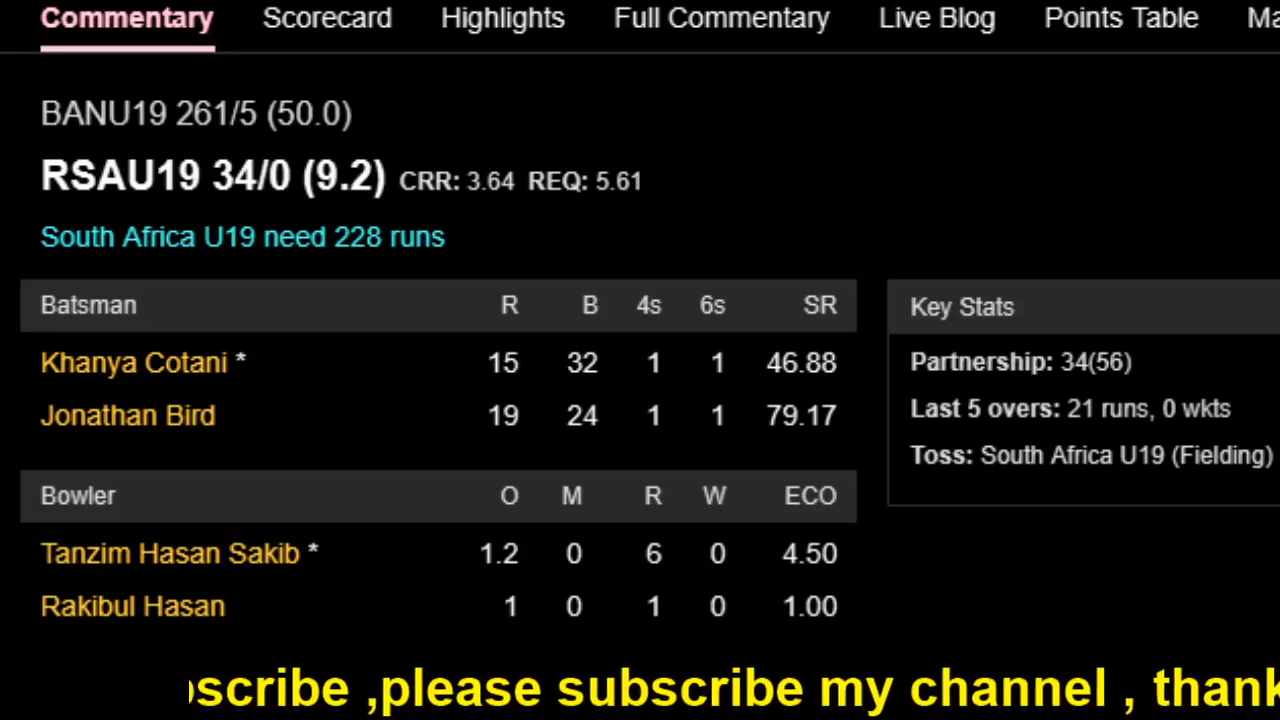 Commentary Scorecard Highlights Full Commentary Live Blog Points Table
BANU19 261/5 (50.0)
RSAU19 34/0 (9.2) CRR: 3.64 REQ: 5.61
South Africa U19 need 228 runs
Batsman R B 4s 6s SR
Khanya Cotani * 15 32 1 1 46.88
Jonathan Bird 19 24 1 1 79.17
Key Stats
Partnership: 34(56)
Last 5 overs: 21 runs, 0 wkts
Toss: South Africa U19 (Fielding)
Bowler O M R W ECO
Tanzim Hasan Sakib * 1.2 0 6 0 4.50
Rakibul Hasan 1 0 1 0 1.00
scribe ,please subscribe my channel , thank